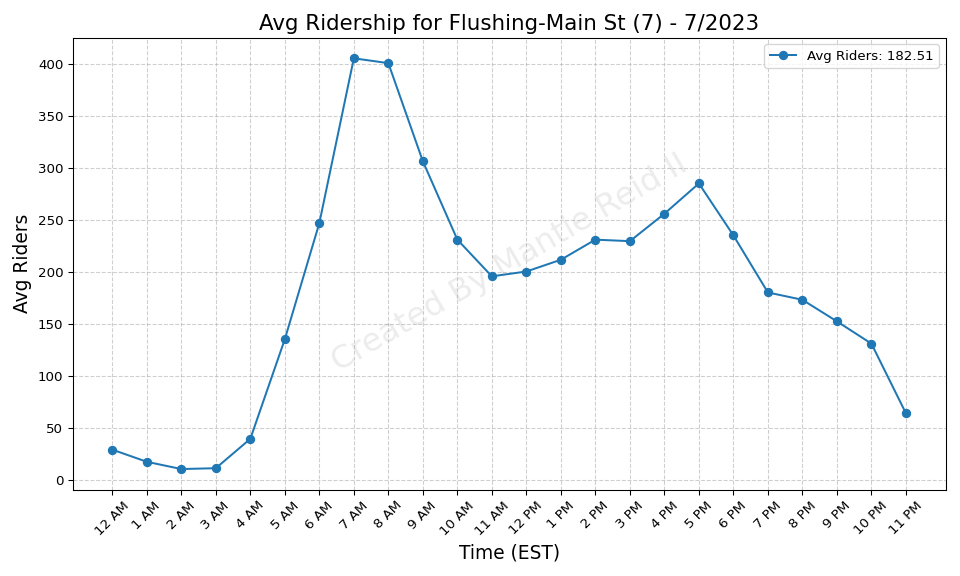 Avg Ridership for Flushing-Main St (7) - 7/2023
Avg Riders: 182.51
400
350
300
250
200
150
100
50
0
Avg Riders
Created By: Mantle Reid II
12 AM
1 AM
2 AM
3 AM
4 AM
5 AM
6 AM
7 AM
8 AM
9 AM
10 AM
11 AM
12 PM
1 PM
2 PM
3 PM
4 PM
5 PM
6 PM
7 PM
8 PM
9 PM
10 PM
11 PM
Time (EST)